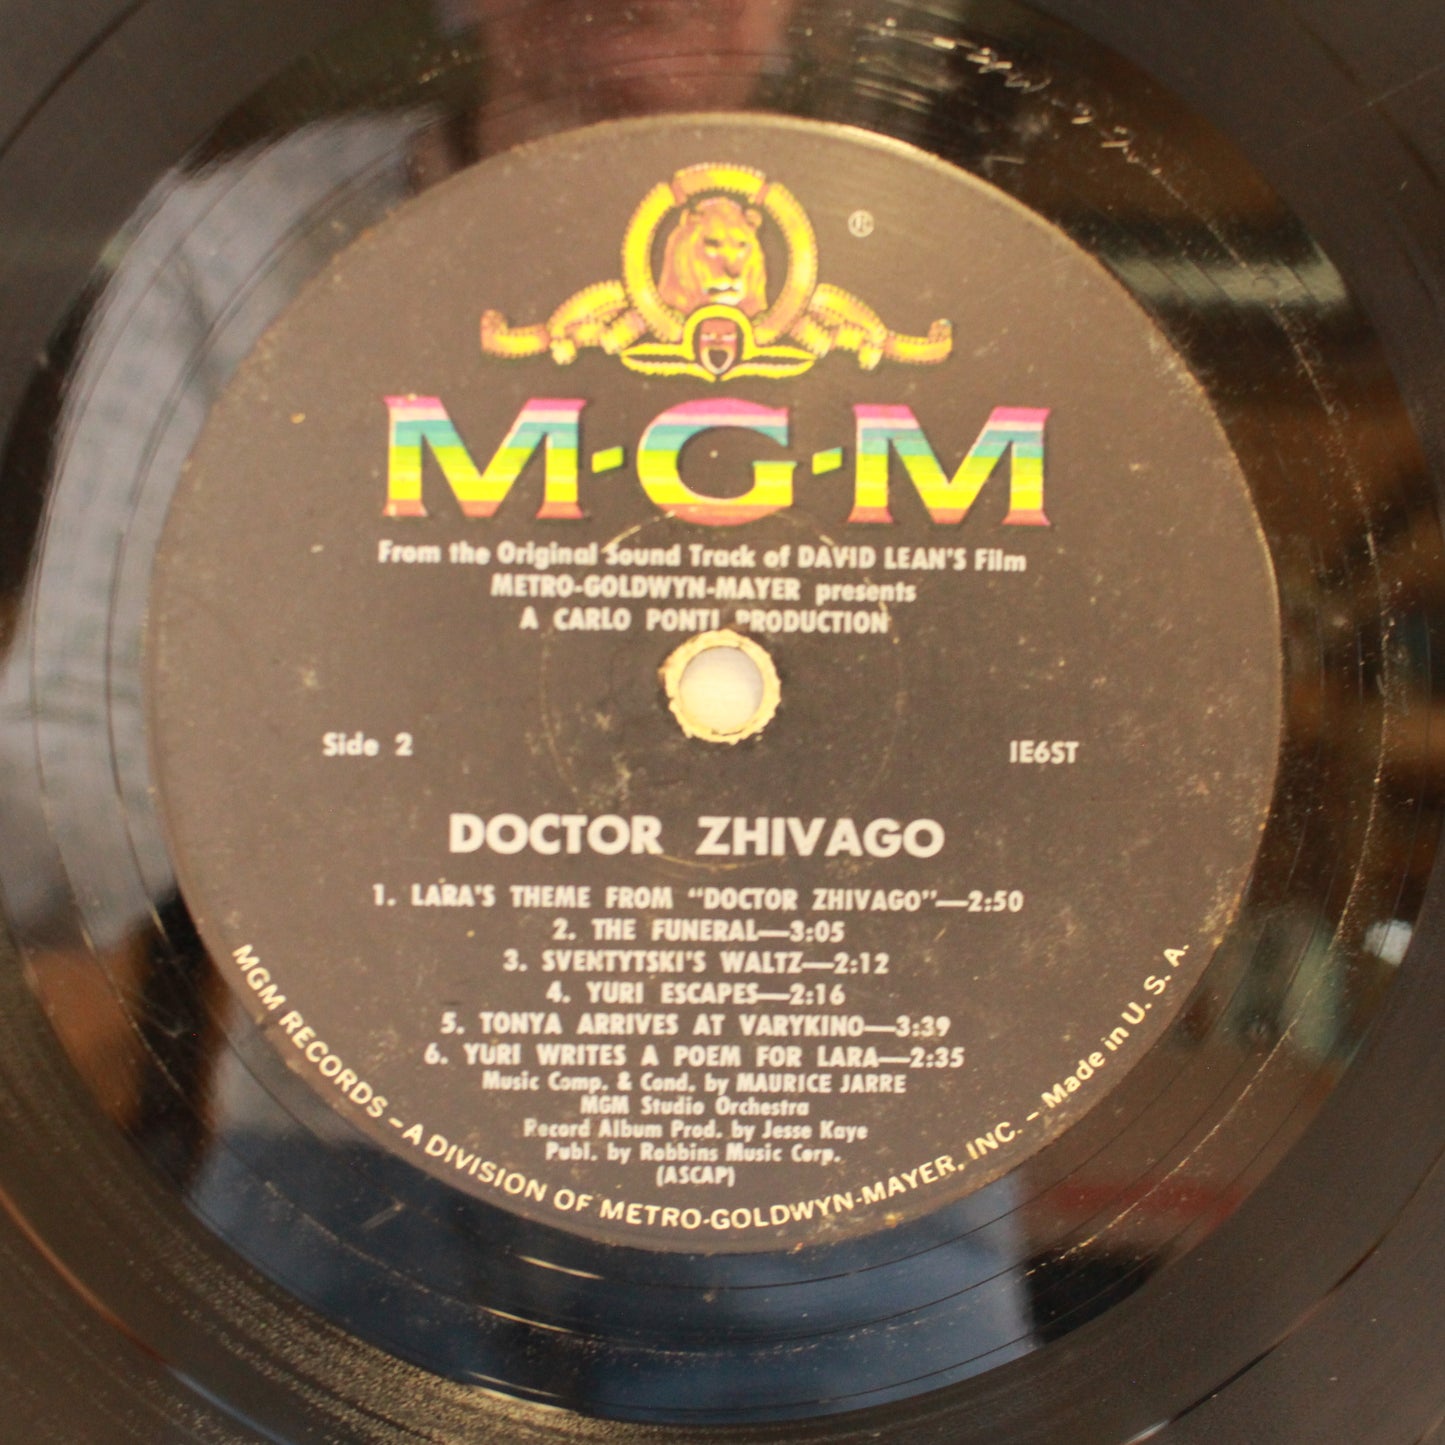 ®
M-G-M
From the Original Sound Track of DAVID LEAN'S Film
METRO-GOLDWYN-MAYER presents
A CARLO PONTI PRODUCTION
Side 2
1E6ST
DOCTOR ZHIVAGO
1. LARA'S THEME FROM "DOCTOR ZHIVAGO"—2:50
2. THE FUNERAL—3:05
3. SVENTYTSKI'S WALTZ—2:12
4. YURI ESCAPES—2:16
5. TONYA ARRIVES AT VARYKINO—3:39
6. YURI WRITES A POEM FOR LARA—2:35
Music Comp. & Cond. by MAURICE JARRE
MGM Studio Orchestra
Record Album Prod. by Jesse Kaye
Publ. by Robbins Music Corp.
(ASCAP)
MGM RECORDS – A DIVISION OF METRO-GOLDWYN-MAYER, INC. – Made in U. S. A.